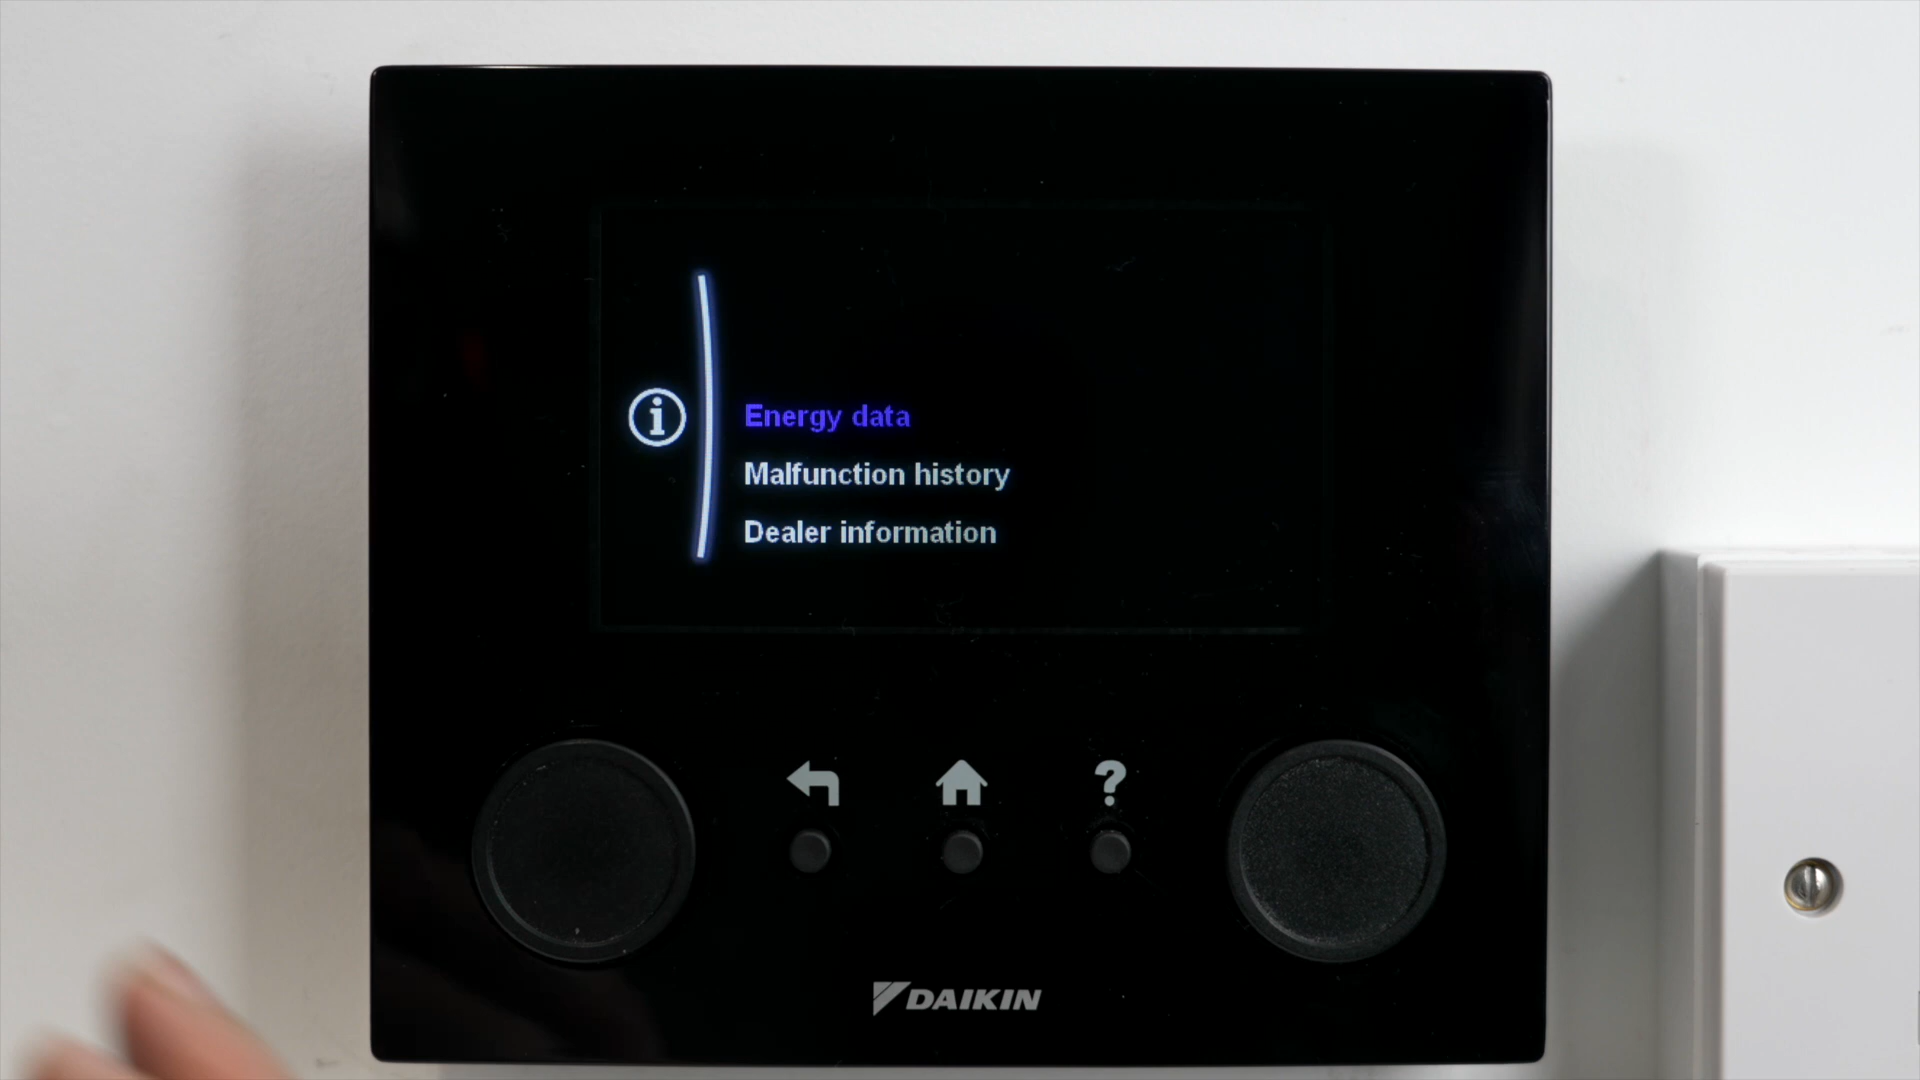 Energy data
Malfunction history
Dealer information
?
DAIKIN